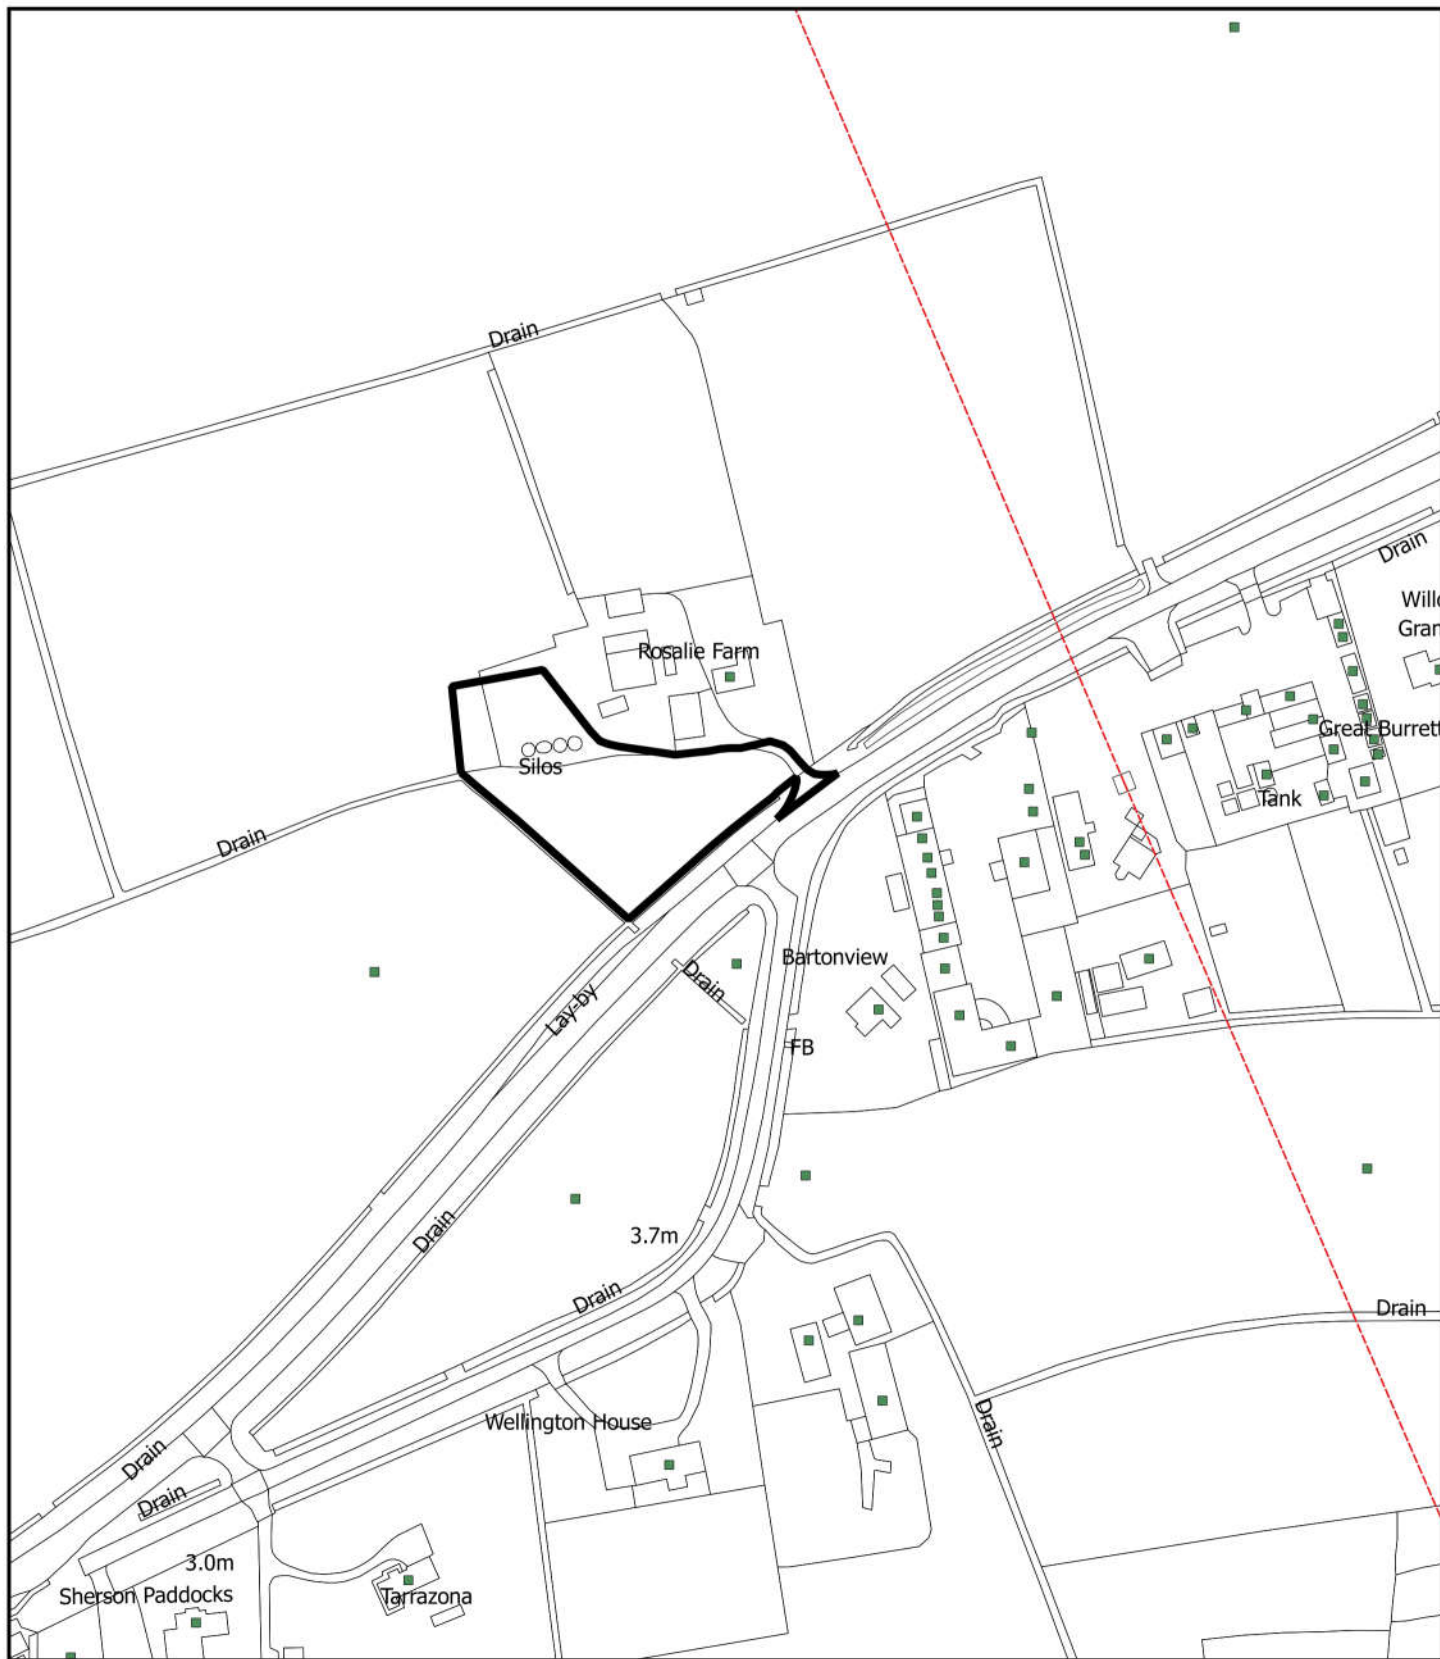 Drain
Drain
Willo
Gran
Rosalie Farm
Great Burrett
Silos
Tank
Drain
Bartonview
Drain
Lay-by
FB
Drain
3.7m
Drain
Drain
Wellington House
Drain
Drain
Drain
3.0m
Sherson Paddocks
Tarrazona